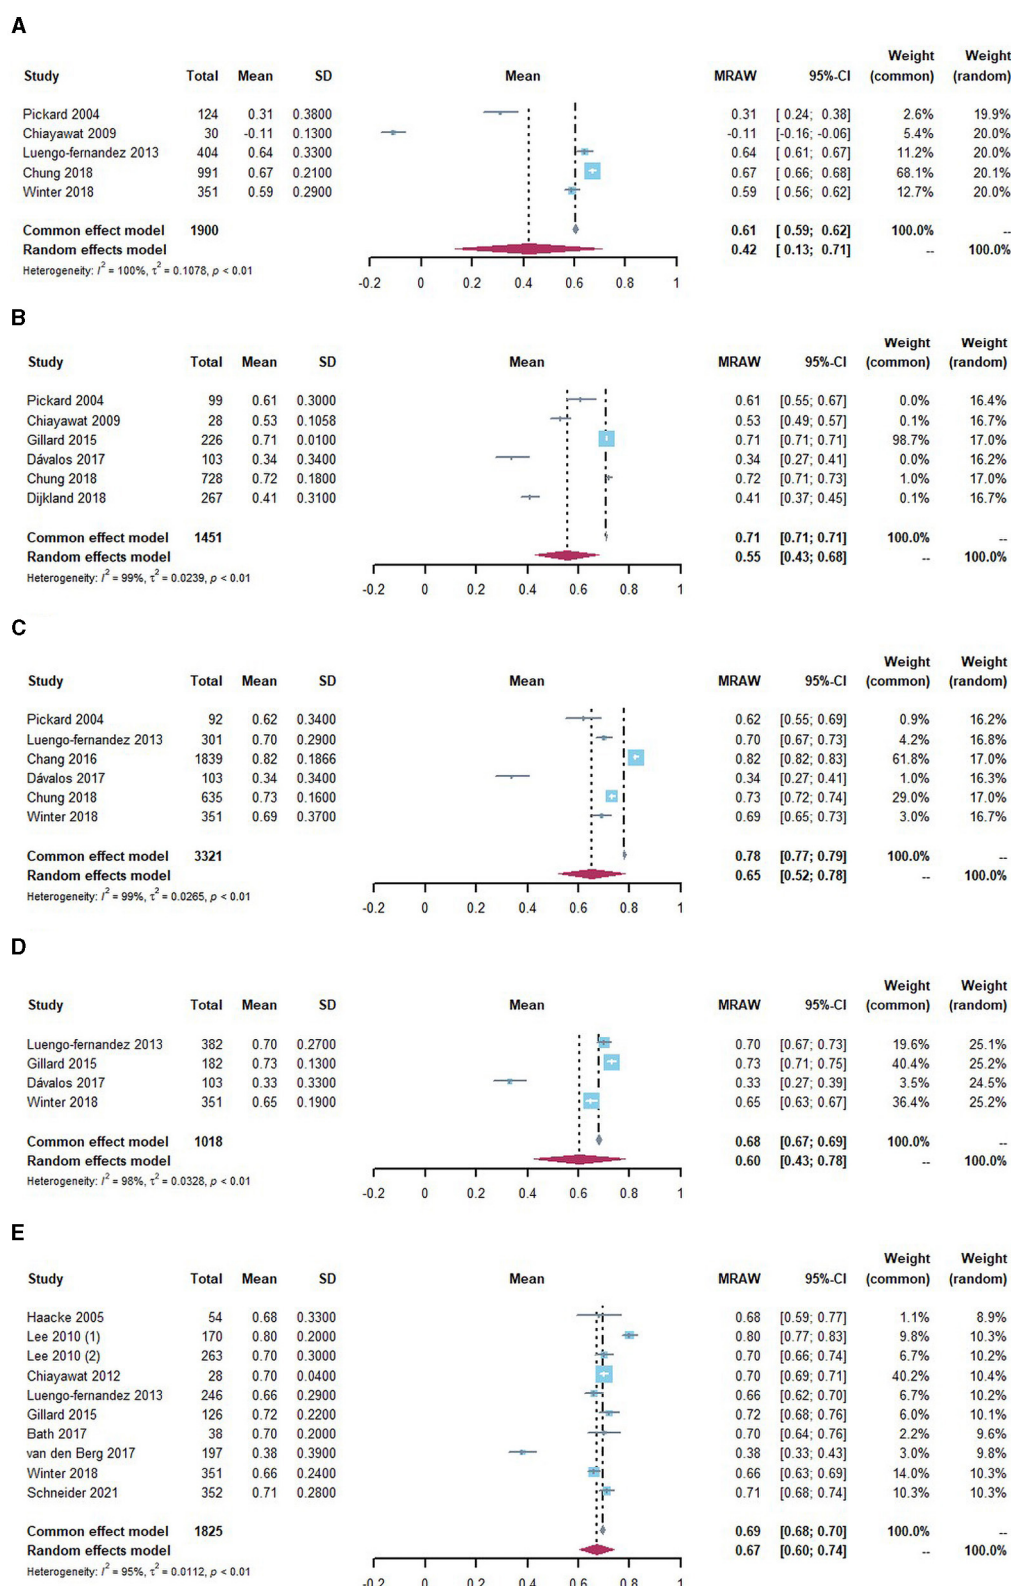 A
Weight Weight
Study Total Mean SD Mean MRAW 95%-CI (common) (random)
Pickard 2004 124 0.31 0.3800 0.31 [ 0.24; 0.38] 2.6% 19.9%
Chiayawat 2009 30 -0.11 0.1300 -0.11 [-0.16; -0.06] 5.4% 20.0%
Luengo-fernandez 2013 404 0.64 0.3300 0.64 [ 0.61; 0.67] 11.2% 20.0%
Chung 2018 991 0.67 0.2100 0.67 [ 0.66; 0.68] 68.1% 20.1%
Winter 2018 351 0.59 0.2900 0.59 [ 0.56; 0.62] 12.7% 20.0%
Common effect model 1900 0.61 [ 0.59; 0.62] 100.0% --
Random effects model 0.42 [ 0.13; 0.71] -- 100.0%
Heterogeneity: I² = 100%, τ² = 0.1078, p < 0.01
-0.2 0 0.2 0.4 0.6 0.8 1
B
Weight Weight
Study Total Mean SD Mean MRAW 95%-CI (common) (random)
Pickard 2004 99 0.61 0.3000 0.61 [0.55; 0.67] 0.0% 16.4%
Chiayawat 2009 28 0.53 0.1058 0.53 [0.49; 0.57] 0.1% 16.7%
Gillard 2015 226 0.71 0.0100 0.71 [0.71; 0.71] 98.7% 17.0%
Dávalos 2017 103 0.34 0.3400 0.34 [0.27; 0.41] 0.0% 16.2%
Chung 2018 728 0.72 0.1800 0.72 [0.71; 0.73] 1.0% 17.0%
Dijkland 2018 267 0.41 0.3100 0.41 [0.37; 0.45] 0.1% 16.7%
Common effect model 1451 0.71 [0.71; 0.71] 100.0% --
Random effects model 0.55 [0.43; 0.68] -- 100.0%
Heterogeneity: I² = 99%, τ² = 0.0239, p < 0.01
-0.2 0 0.2 0.4 0.6 0.8 1
C
Weight Weight
Study Total Mean SD Mean MRAW 95%-CI (common) (random)
Pickard 2004 92 0.62 0.3400 0.62 [0.55; 0.69] 0.9% 16.2%
Luengo-fernandez 2013 301 0.70 0.2900 0.70 [0.67; 0.73] 4.2% 16.8%
Chang 2016 1839 0.82 0.1866 0.82 [0.82; 0.83] 61.8% 17.0%
Dávalos 2017 103 0.34 0.3400 0.34 [0.27; 0.41] 1.0% 16.3%
Chung 2018 635 0.73 0.1600 0.73 [0.72; 0.74] 29.0% 17.0%
Winter 2018 351 0.69 0.3700 0.69 [0.65; 0.73] 3.0% 16.7%
Common effect model 3321 0.78 [0.77; 0.79] 100.0% --
Random effects model 0.65 [0.52; 0.78] -- 100.0%
Heterogeneity: I² = 99%, τ² = 0.0265, p < 0.01
-0.2 0 0.2 0.4 0.6 0.8 1
D
Weight Weight
Study Total Mean SD Mean MRAW 95%-CI (common) (random)
Luengo-fernandez 2013 382 0.70 0.2700 0.70 [0.67; 0.73] 19.6% 25.1%
Gillard 2015 182 0.73 0.1300 0.73 [0.71; 0.75] 40.4% 25.2%
Dávalos 2017 103 0.33 0.3300 0.33 [0.27; 0.39] 3.5% 24.5%
Winter 2018 351 0.65 0.1900 0.65 [0.63; 0.67] 36.4% 25.2%
Common effect model 1018 0.68 [0.67; 0.69] 100.0% --
Random effects model 0.60 [0.43; 0.78] -- 100.0%
Heterogeneity: I² = 98%, τ² = 0.0328, p < 0.01
-0.2 0 0.2 0.4 0.6 0.8 1
E
Weight Weight
Study Total Mean SD Mean MRAW 95%-CI (common) (random)
Haacke 2005 54 0.68 0.3300 0.68 [0.59; 0.77] 1.1% 8.9%
Lee 2010 (1) 170 0.80 0.2000 0.80 [0.77; 0.83] 9.8% 10.3%
Lee 2010 (2) 263 0.70 0.3000 0.70 [0.66; 0.74] 6.7% 10.2%
Chiayawat 2012 28 0.70 0.0400 0.70 [0.69; 0.71] 40.2% 10.4%
Luengo-fernandez 2013 246 0.66 0.2900 0.66 [0.62; 0.70] 6.7% 10.2%
Gillard 2015 126 0.72 0.2200 0.72 [0.68; 0.76] 6.0% 10.1%
Bath 2017 38 0.70 0.2000 0.70 [0.64; 0.76] 2.2% 9.6%
van den Berg 2017 197 0.38 0.3900 0.38 [0.33; 0.43] 3.0% 9.8%
Winter 2018 351 0.66 0.2400 0.66 [0.63; 0.69] 14.0% 10.3%
Schneider 2021 352 0.71 0.2800 0.71 [0.68; 0.74] 10.3% 10.3%
Common effect model 1825 0.69 [0.68; 0.70] 100.0% --
Random effects model 0.67 [0.60; 0.74] -- 100.0%
Heterogeneity: I² = 95%, τ² = 0.0112, p < 0.01
-0.2 0 0.2 0.4 0.6 0.8 1